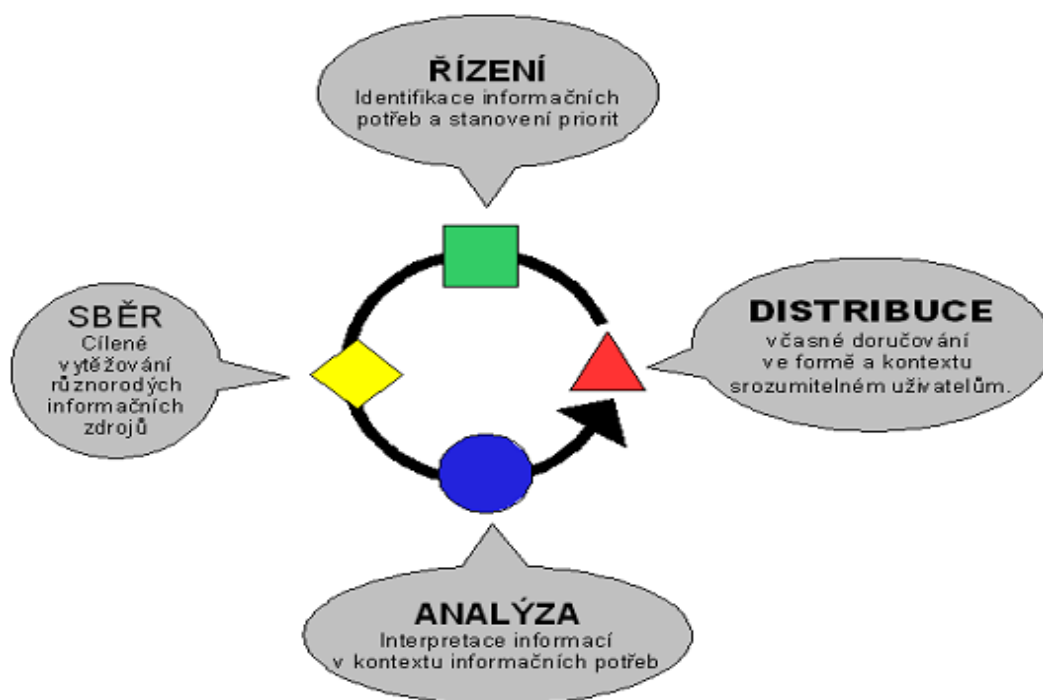 ŘÍZENÍ
Identifikace informačních
potřeb a stanovení priorit
SBĚR
Cílené
vytěžování
různorodých
informačních
zdrojů
DISTRIBUCE
včasné doručování
ve formě a kontextu
srozumitelném uživatelům.
ANALÝZA
Interpretace informací
v kontextu informačních potřeb